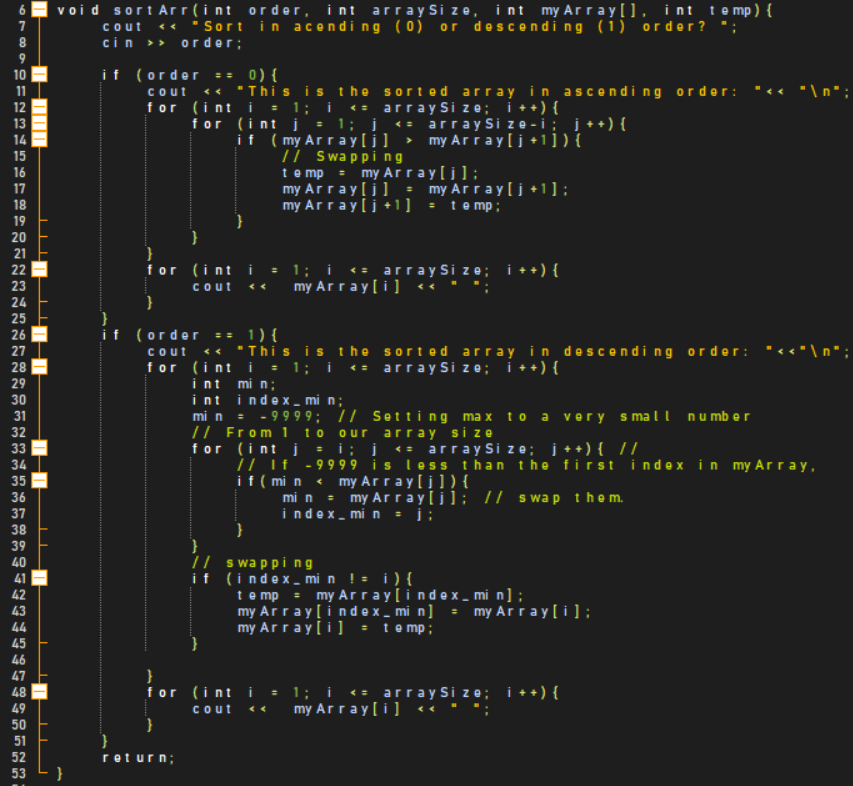 6 void sortArr(int order, int arraySize, int myArray[], int temp){
7 cout << "Sort in acending (0) or descending (1) order? ";
8 cin >> order;
9
10 if (order == 0){
11 cout << "This is the sorted array in ascending order: "<< "\n";
12 for (int i = 1; i <= arraySize; i++){
13 for (int j = 1; j <= arraySize-i; j++){
14 if (myArray[j] > myArray[j+1]){
15 // Swapping
16 temp = myArray[j];
17 myArray[j] = myArray[j+1];
18 myArray[j+1] = temp;
19 }
20 }
21 }
22 for (int i = 1; i <= arraySize; i++){
23 cout << myArray[i] << " ";
24 }
25 }
26 if (order == 1){
27 cout << "This is the sorted array in descending order: "<<"\n";
28 for (int i = 1; i <= arraySize; i++){
29 int min;
30 int index_min;
31 min = -9999; // Setting max to a very small number
32 // From 1 to our array size
33 for (int j = i; j <= arraySize; j++){ //
34 // If -9999 is less than the first index in myArray,
35 if(min < myArray[j]){
36 min = myArray[j]; // swap them.
37 index_min = j;
38 }
39 }
40 // swapping
41 if (index_min != i){
42 temp = myArray[index_min];
43 myArray[index_min] = myArray[i];
44 myArray[i] = temp;
45 }
46
47 }
48 for (int i = 1; i <= arraySize; i++){
49 cout << myArray[i] << " ";
50 }
51 }
52 return;
53 }